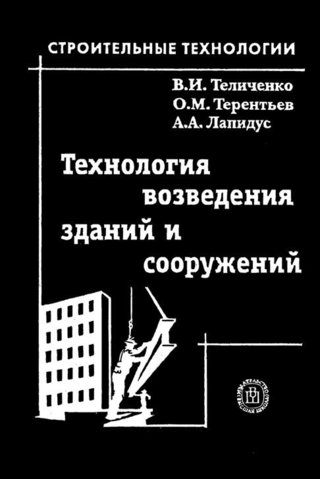 СТРОИТЕЛЬНЫЕ ТЕХНОЛОГИИ
В.И. Теличенко
О.М. Терентьев
А.А. Лапидус
Технология
возведения
зданий и
сооружений